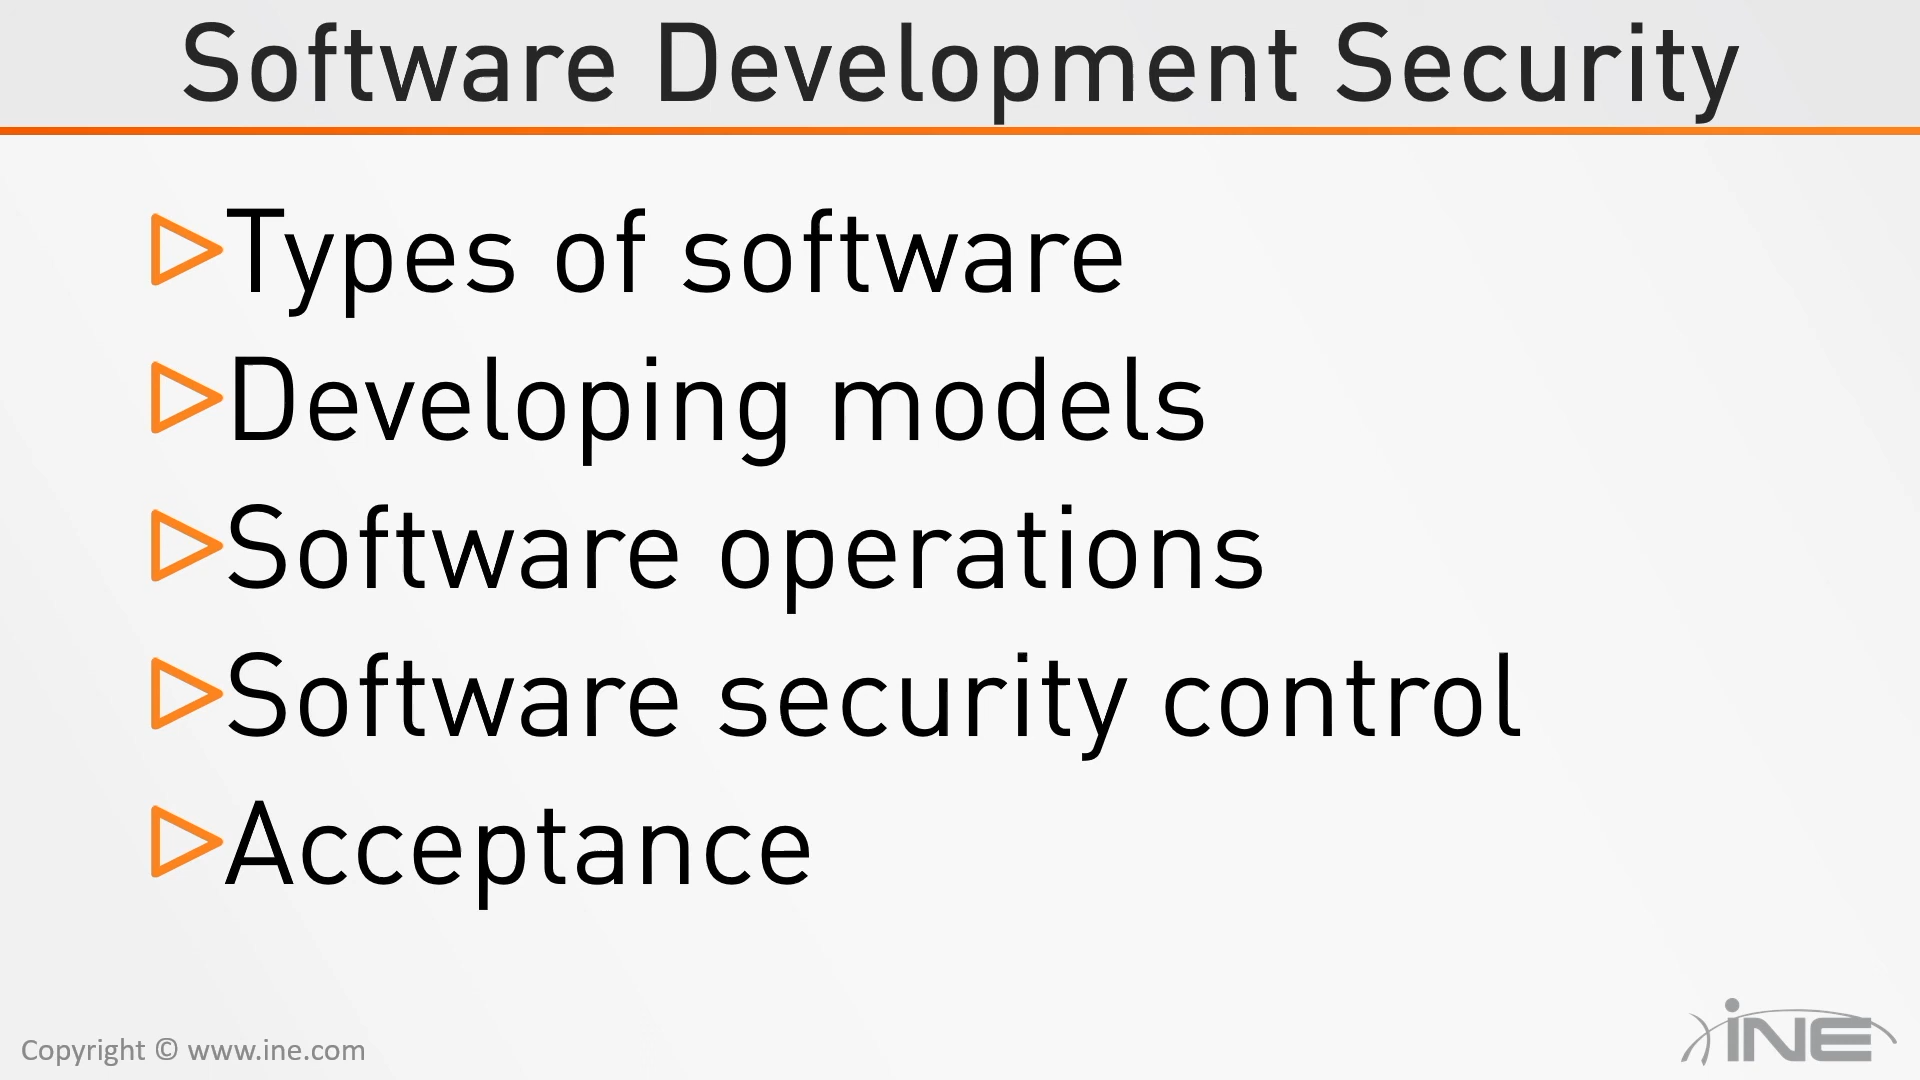 Software Development Security
Types of software
Developing models
Software operations
Software security control
Acceptance
Copyright © www.ine.com
iNE